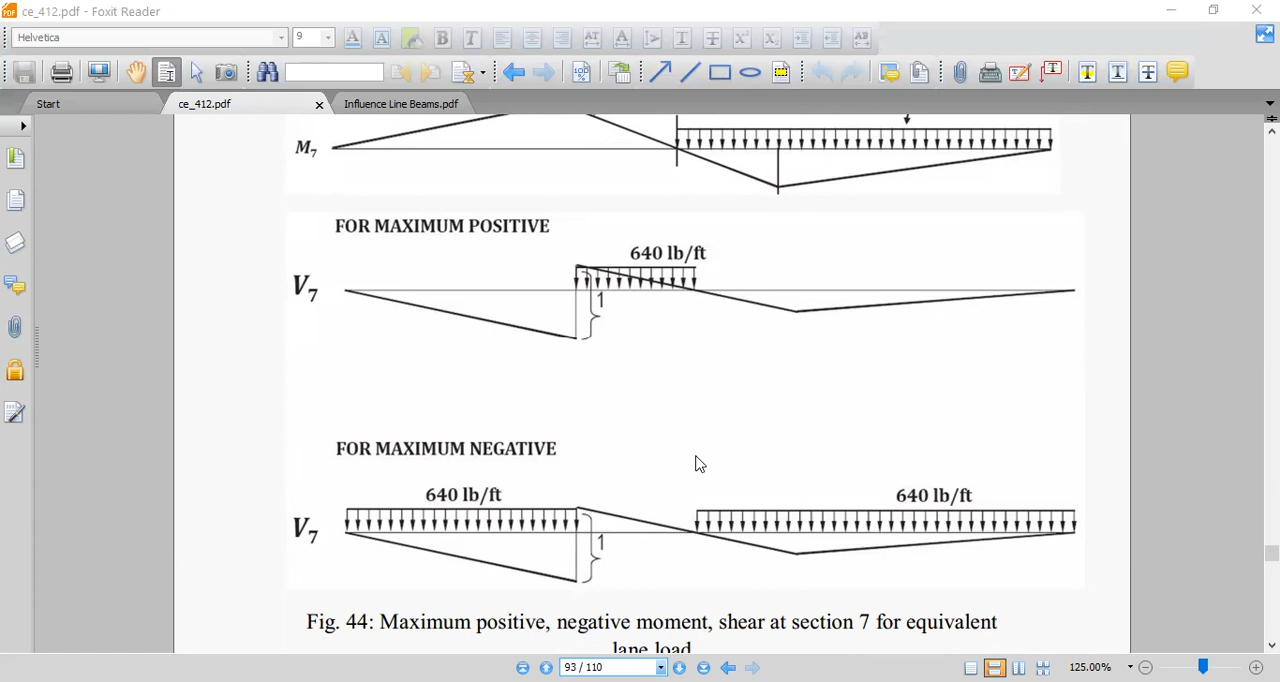 ce_412.pdf - Foxit Reader
Helvetica 9
Start ce_412.pdf Influence Line Beams.pdf
M7
FOR MAXIMUM POSITIVE
640 lb/ft
V7
1
FOR MAXIMUM NEGATIVE
640 lb/ft 640 lb/ft
V7
1
Fig. 44: Maximum positive, negative moment, shear at section 7 for equivalent
lane load
93 / 110 125.00%